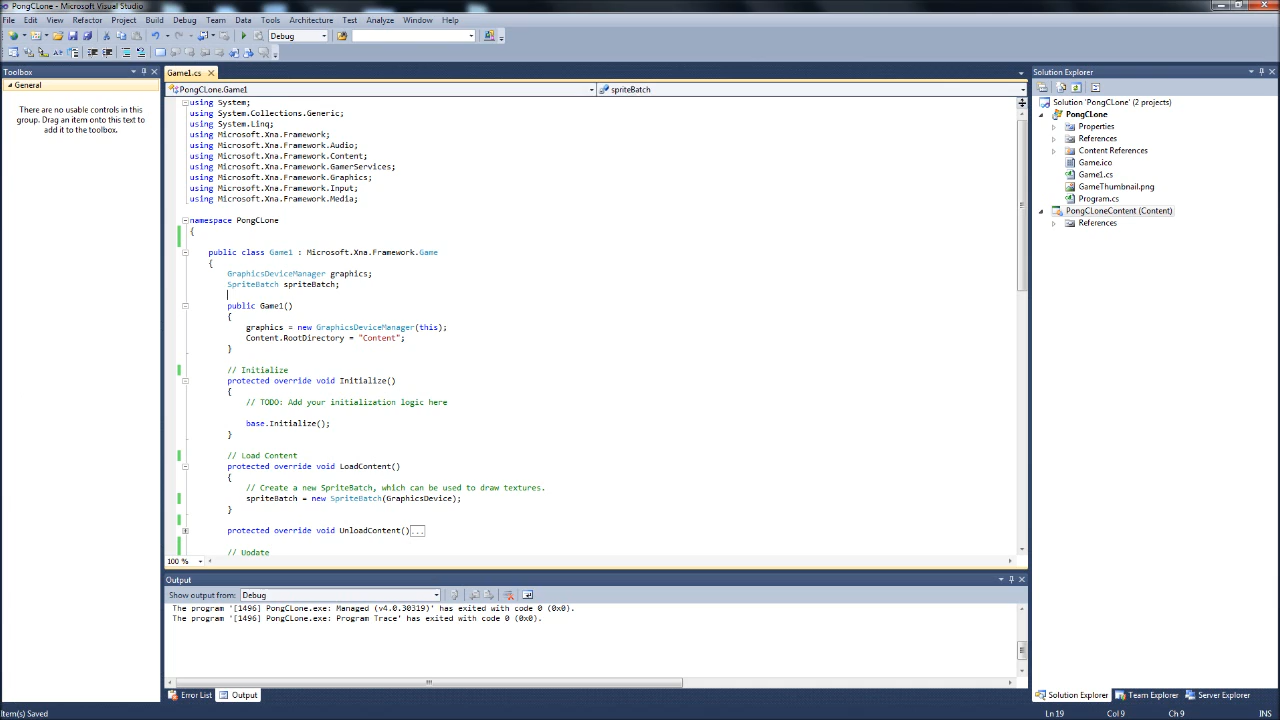 PongCLone - Microsoft Visual Studio
File Edit View Refactor Project Build Debug Team Data Tools Architecture Test Analyze Window Help
Debug
Toolbox
General
There are no usable controls in this
group. Drag an item onto this text to
add it to the toolbox.
Game1.cs
PongCLone.Game1
spriteBatch
using System;
using System.Collections.Generic;
using System.Linq;
using Microsoft.Xna.Framework;
using Microsoft.Xna.Framework.Audio;
using Microsoft.Xna.Framework.Content;
using Microsoft.Xna.Framework.GamerServices;
using Microsoft.Xna.Framework.Graphics;
using Microsoft.Xna.Framework.Input;
using Microsoft.Xna.Framework.Media;
namespace PongCLone
{
public class Game1 : Microsoft.Xna.Framework.Game
{
GraphicsDeviceManager graphics;
SpriteBatch spriteBatch;
public Game1()
{
graphics = new GraphicsDeviceManager(this);
Content.RootDirectory = "Content";
}
// Initialize
protected override void Initialize()
{
// TODO: Add your initialization logic here
base.Initialize();
}
// Load Content
protected override void LoadContent()
{
// Create a new SpriteBatch, which can be used to draw textures.
spriteBatch = new SpriteBatch(GraphicsDevice);
}
protected override void UnloadContent()...
// Update
100 %
Output
Show output from: Debug
The program '[1496] PongCLone.exe: Managed (v4.0.30319)' has exited with code 0 (0x0).
The program '[1496] PongCLone.exe: Program Trace' has exited with code 0 (0x0).
Error List Output
Solution Explorer
Solution 'PongCLone' (2 projects)
PongCLone
Properties
References
Content References
Game.ico
Game1.cs
GameThumbnail.png
Program.cs
PongCLoneContent (Content)
References
Solution Explorer Team Explorer Server Explorer
Item(s) Saved
Ln 19 Col 9 Ch 9 INS